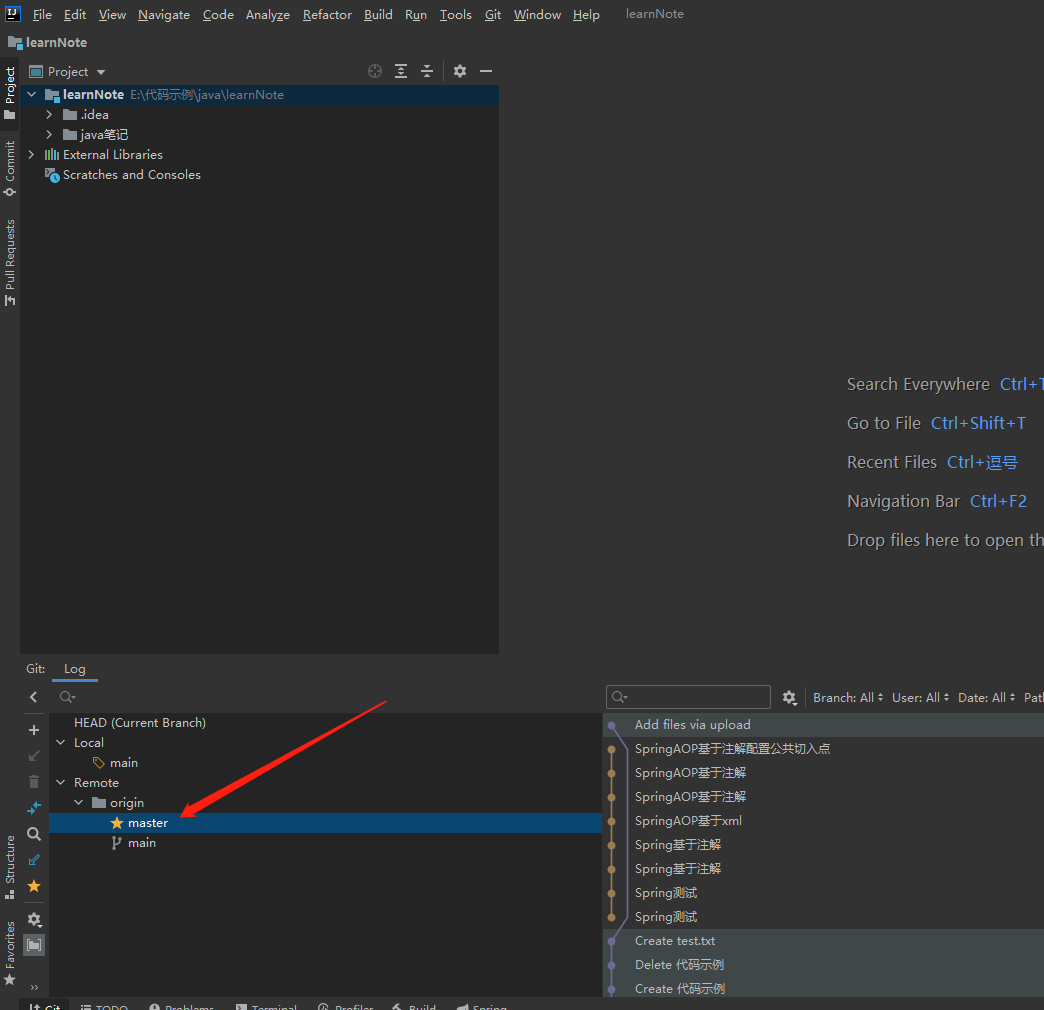 File Edit View Navigate Code Analyze Refactor Build Run Tools Git Window Help learnNote
learnNote
Project
Project
learnNote E:\代码示例\java\learnNote
.idea
java笔记
External Libraries
Scratches and Consoles
Commit
Pull Requests
Search Everywhere Ctrl+T
Go to File Ctrl+Shift+T
Recent Files Ctrl+逗号
Navigation Bar Ctrl+F2
Drop files here to open th
Git: Log
HEAD (Current Branch)
Local
main
Remote
origin
master
main
Branch: All User: All Date: All Path
Add files via upload
SpringAOP基于注解配置公共切入点
SpringAOP基于注解
SpringAOP基于注解
SpringAOP基于xml
Spring基于注解
Spring基于注解
Spring测试
Spring测试
Create test.txt
Delete 代码示例
Create 代码示例
Structure
Favorites
Git TODO Problems Terminal Profiler Build Spring